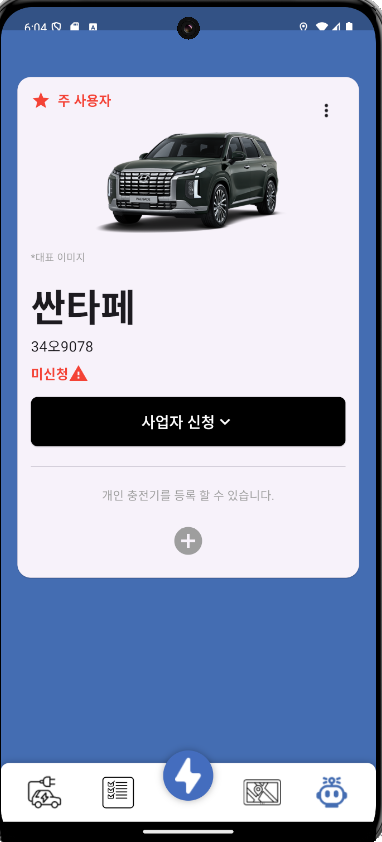 6:04
주 사용자
*대표 이미지
싼타페
34오9078
미신청
사업자 신청
개인 충전기를 등록 할 수 있습니다.